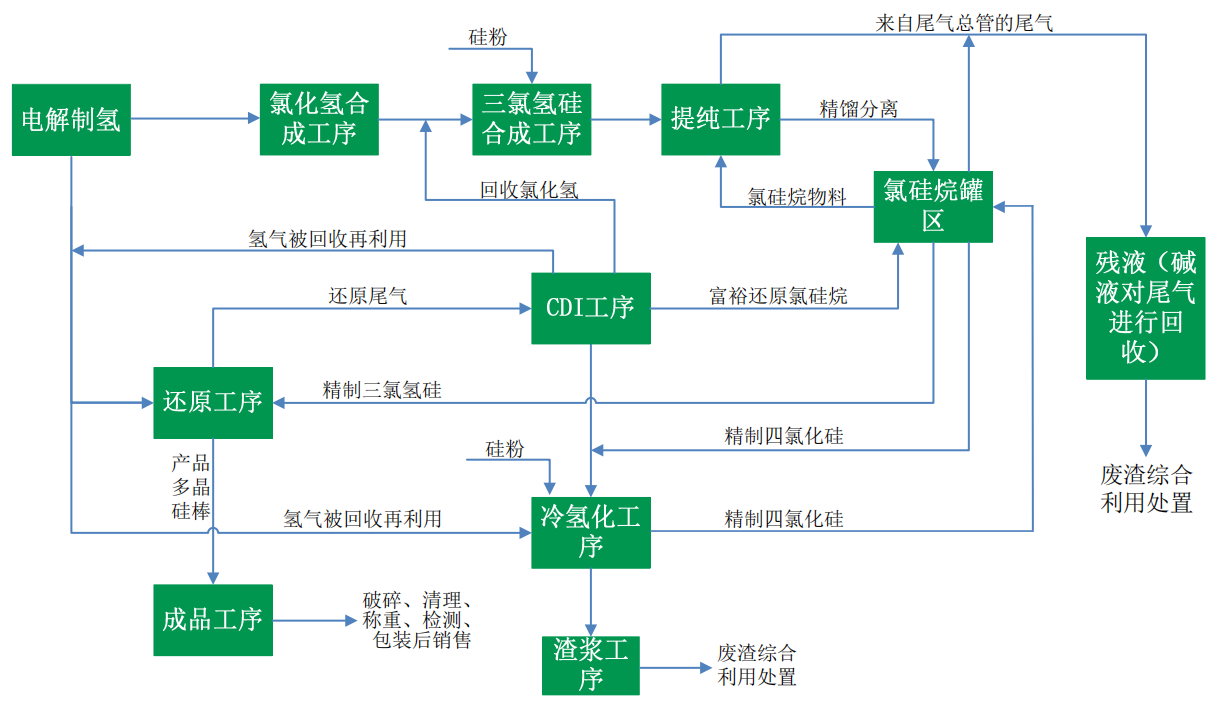 来自尾气总管的尾气
硅粉
电解制氢
氯化氢合
成工序
三氯氢硅
合成工序
提纯工序
精馏分离
回收氯化氢
氯硅烷物料
氯硅烷罐
区
氢气被回收再利用
还原尾气
CDI工序
富裕还原氯硅烷
残液（碱
液对尾气
进行回
收）
还原工序
精制三氯氢硅
精制四氯化硅
产品
多晶
硅棒
硅粉
废渣综合
利用处置
氢气被回收再利用
冷氢化工
序
精制四氯化硅
成品工序
破碎、清理、
称重、检测、
包装后销售
渣浆工
序
废渣综合
利用处置